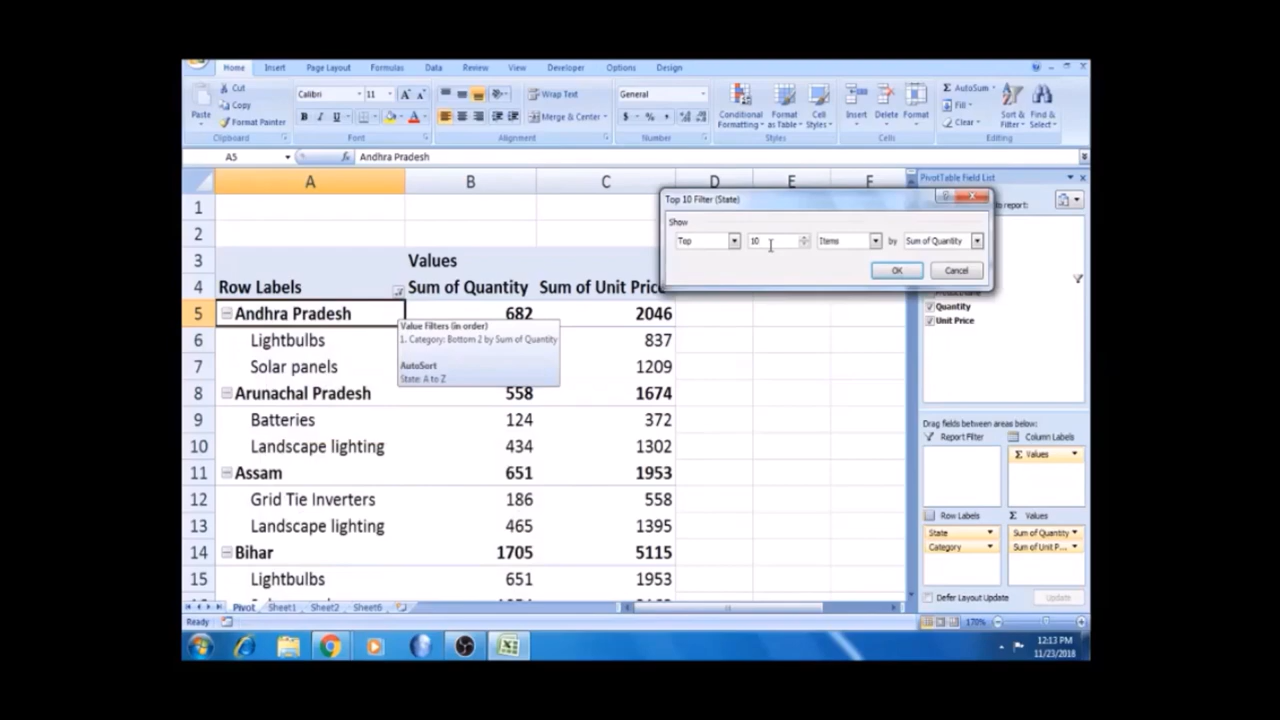 Home Insert Page Layout Formulas Data Review View Developer Options Design
Cut
Copy
Format Painter
Paste
Clipboard
Calibri 11
B I U
Font
Wrap Text
Merge & Center
Alignment
General
$ % ,
Number
Conditional Formatting
Format as Table
Cell Styles
Styles
Insert Delete Format
Cells
AutoSum
Fill
Clear
Sort & Filter
Find & Select
Editing
A5 fx Andhra Pradesh
A B C D E F
PivotTable Field List
to report:
Top 10 Filter (State)
Show
Top 10 Items by Sum of Quantity
OK Cancel
1
2
3 Values
4 Row Labels Sum of Quantity Sum of Unit Price
5 Andhra Pradesh 682 2046
6 Lightbulbs 837
7 Solar panels 1209
8 Arunachal Pradesh 558 1674
9 Batteries 124 372
10 Landscape lighting 434 1302
11 Assam 651 1953
12 Grid Tie Inverters 186 558
13 Landscape lighting 465 1395
14 Bihar 1705 5115
15 Lightbulbs 651 1953
Value Filters (in order)
1. Category: Bottom 2 by Sum of Quantity
AutoSort
State: A to Z
Quantity
Unit Price
Drag fields between areas below:
Report Filter Column Labels
Σ Values
Row Labels Σ Values
State Sum of Quantity
Category Sum of Unit P...
Defer Layout Update Update
Pivot Sheet1 Sheet2 Sheet6
Ready 170%
12:13 PM
11/23/2018